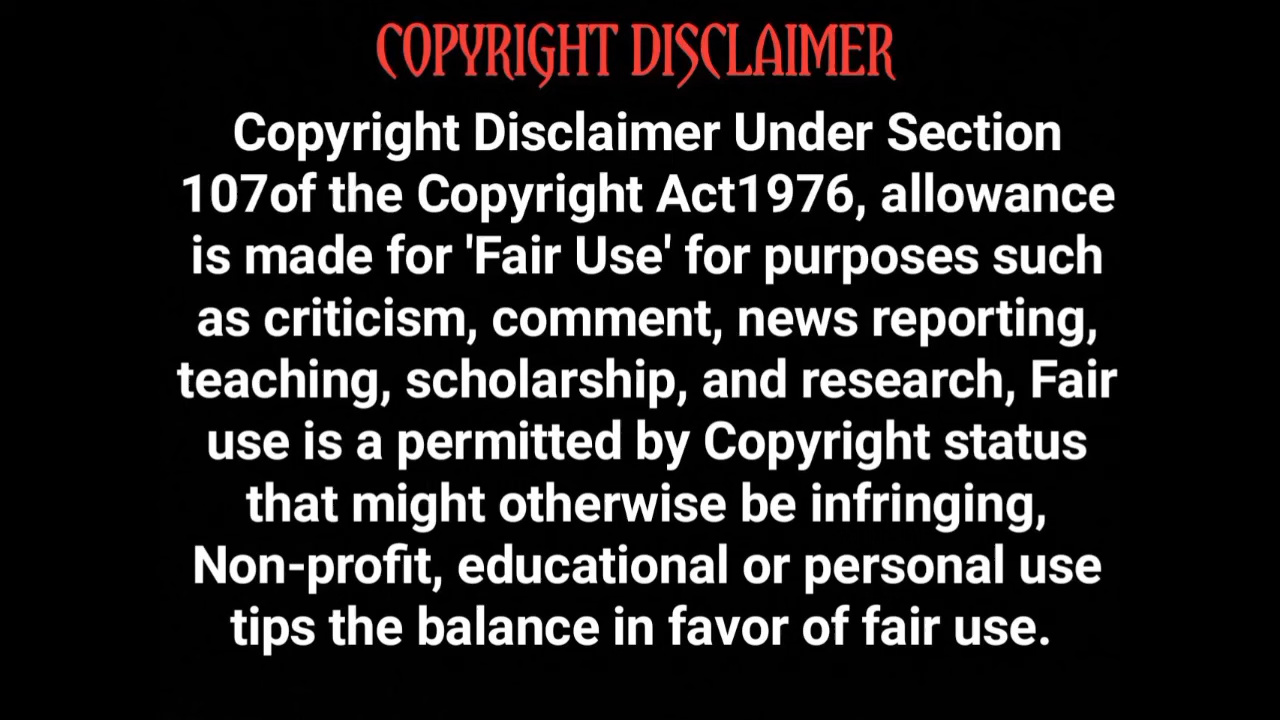 COPYRIGHT DISCLAIMER
Copyright Disclaimer Under Section
107of the Copyright Act1976, allowance
is made for 'Fair Use' for purposes such
as criticism, comment, news reporting,
teaching, scholarship, and research, Fair
use is a permitted by Copyright status
that might otherwise be infringing,
Non-profit, educational or personal use
tips the balance in favor of fair use.